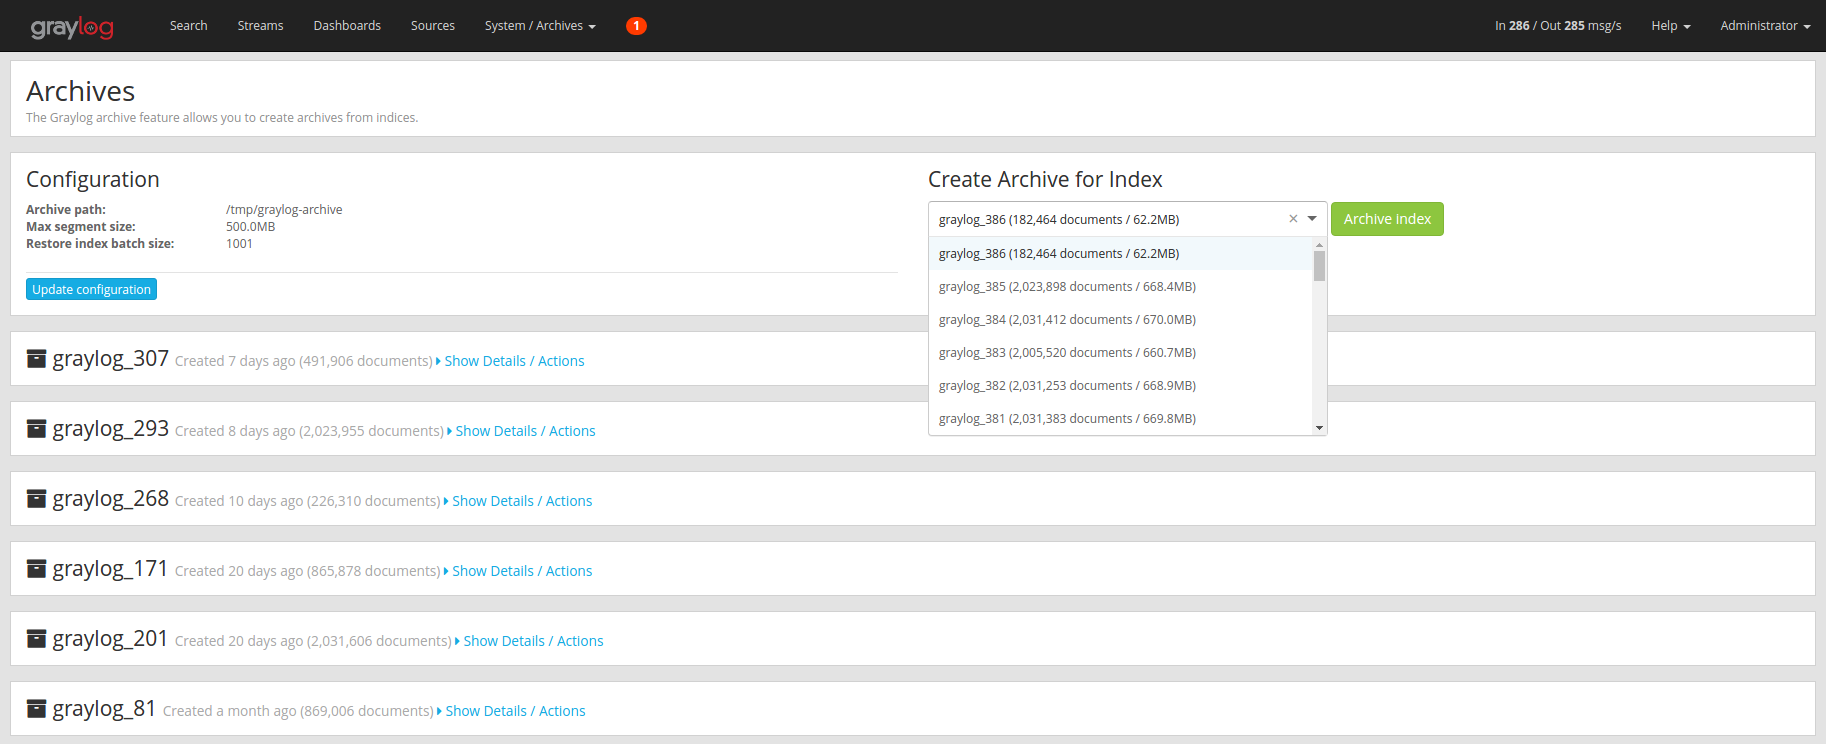 graylog Search Streams Dashboards Sources System / Archives 1 In 286 / Out 285 msg/s Help Administrator
Archives
The Graylog archive feature allows you to create archives from indices.
Configuration
Archive path: /tmp/graylog-archive
Max segment size: 500.0MB
Restore index batch size: 1001
Update configuration
Create Archive for Index
graylog_386 (182,464 documents / 62.2MB) × Archive index
graylog_386 (182,464 documents / 62.2MB)
graylog_385 (2,023,898 documents / 668.4MB)
graylog_384 (2,031,412 documents / 670.0MB)
graylog_383 (2,005,520 documents / 660.7MB)
graylog_382 (2,031,253 documents / 668.9MB)
graylog_381 (2,031,383 documents / 669.8MB)
graylog_307 Created 7 days ago (491,906 documents) Show Details / Actions
graylog_293 Created 8 days ago (2,023,955 documents) Show Details / Actions
graylog_268 Created 10 days ago (226,310 documents) Show Details / Actions
graylog_171 Created 20 days ago (865,878 documents) Show Details / Actions
graylog_201 Created 20 days ago (2,031,606 documents) Show Details / Actions
graylog_81 Created a month ago (869,006 documents) Show Details / Actions